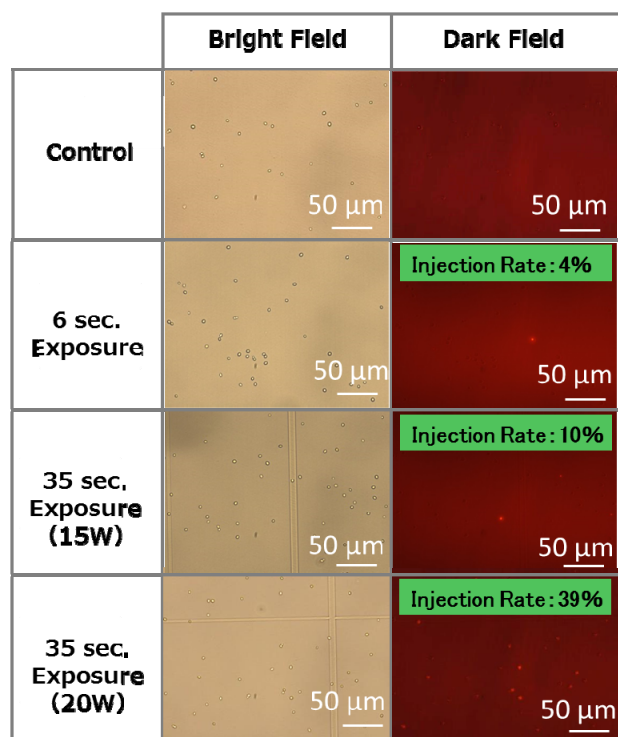 Bright Field
Dark Field
Control
50 μm
50 μm
6 sec.
Exposure
50 μm
Injection Rate: 4%
50 μm
35 sec.
Exposure
(15W)
50 μm
Injection Rate: 10%
50 μm
35 sec.
Exposure
(20W)
50 μm
Injection Rate: 39%
50 μm